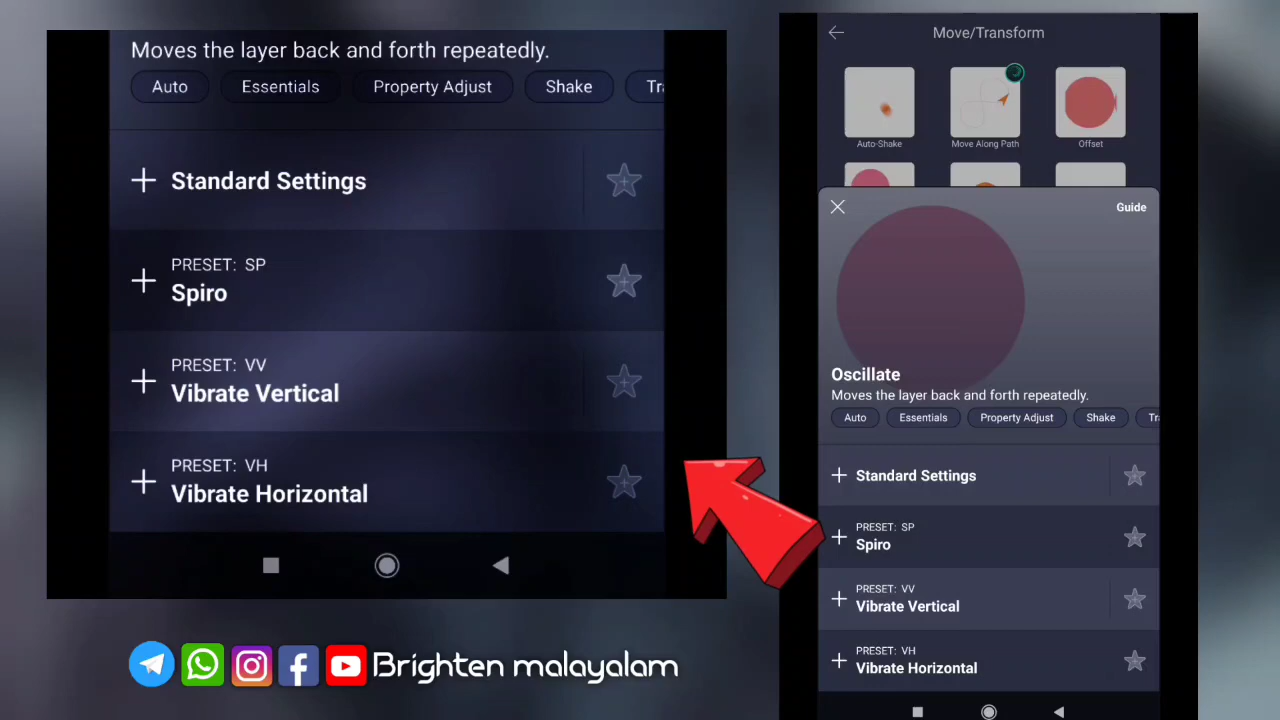 Moves the layer back and forth repeatedly.
Auto
Essentials
Property Adjust
Shake
Standard Settings
PRESET: SP
Spiro
PRESET: VV
Vibrate Vertical
PRESET: VH
Vibrate Horizontal
Brighten malayalam
Move/Transform
Auto-Shake
Move Along Path
Offset
Guide
Oscillate
Moves the layer back and forth repeatedly.
Auto
Essentials
Property Adjust
Shake
Standard Settings
PRESET: SP
Spiro
PRESET: VV
Vibrate Vertical
PRESET: VH
Vibrate Horizontal